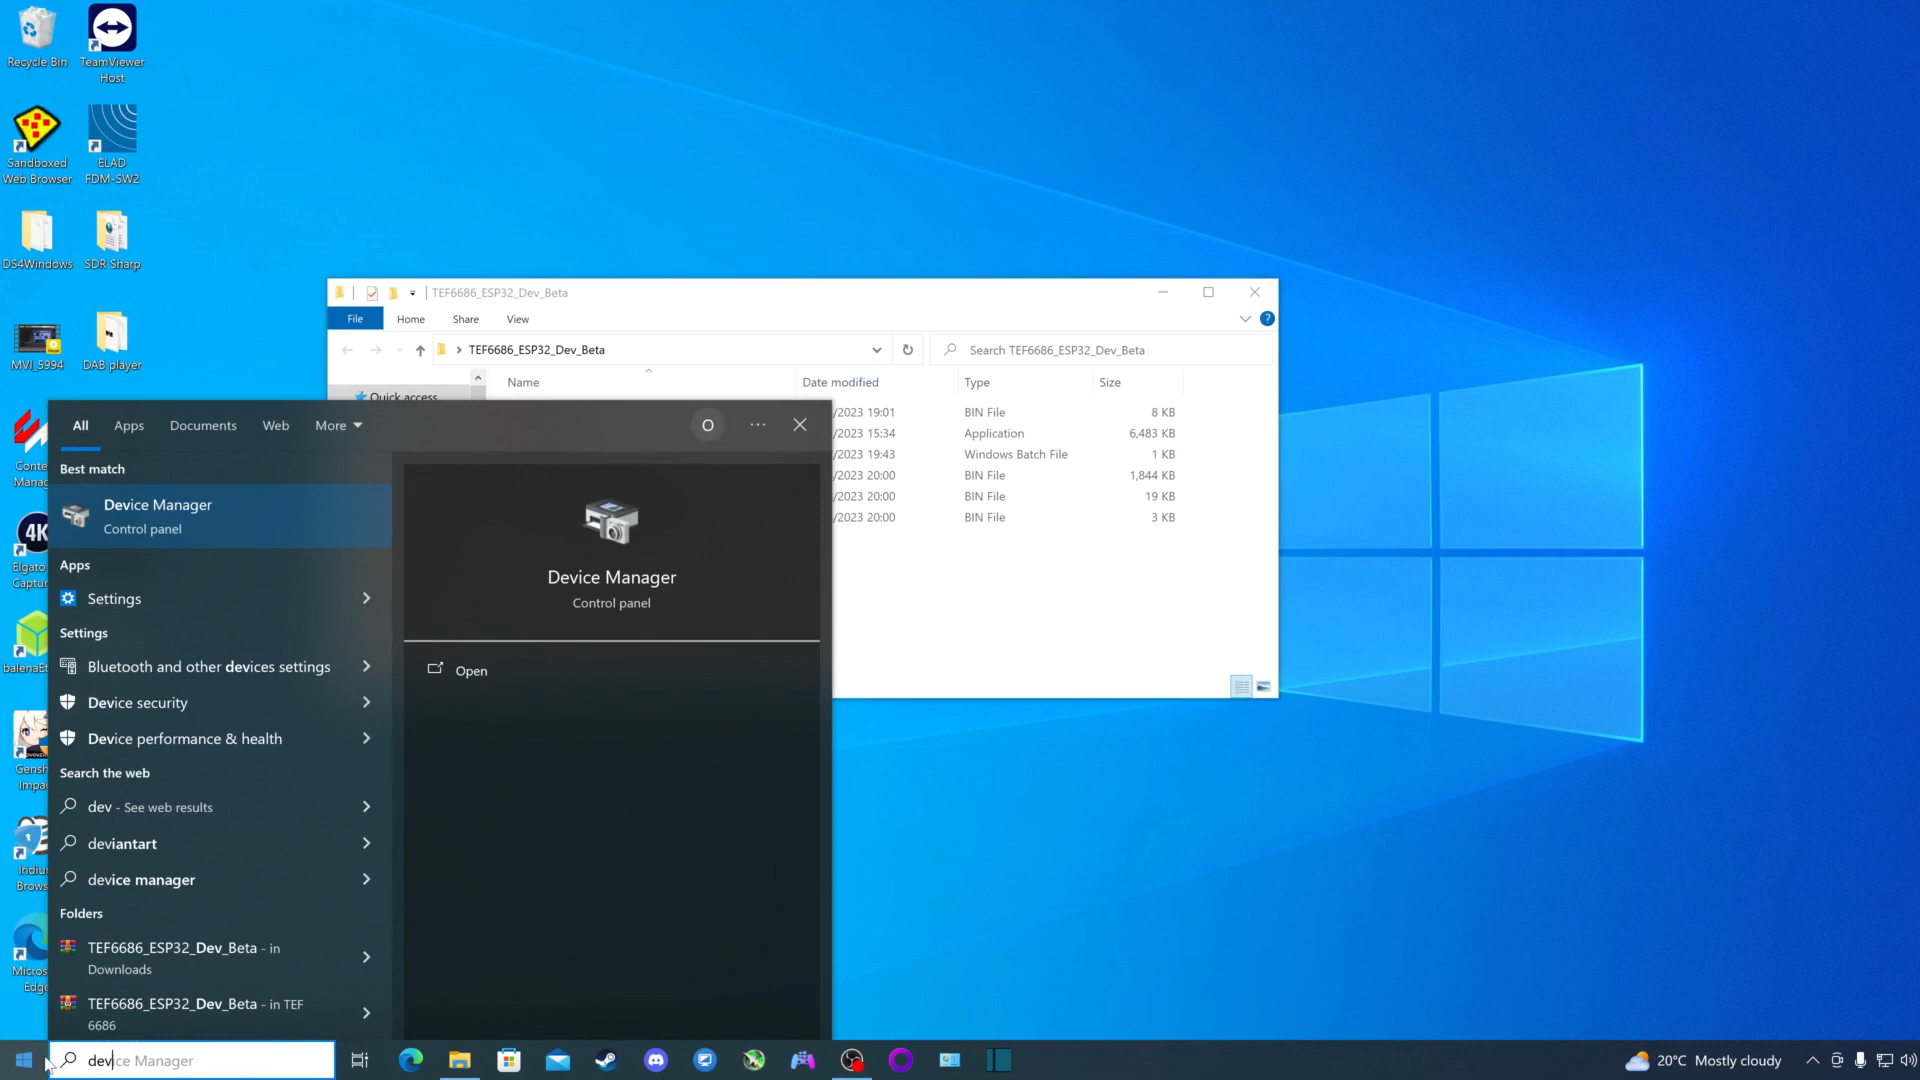 Recycle Bin
TeamViewer
Host
Sandboxed
Web Browser
ELAD
FDM-SW2
DS4Windows
SDR Sharp
MVI_5994
DAB player
TEF6686_ESP32_Dev_Beta
File
Home
Share
View
TEF6686_ESP32_Dev_Beta
Search TEF6686_ESP32_Dev_Beta
Name
Date modified
Type
Size
Quick access
/2023 19:01
BIN File
8 KB
/2023 15:34
Application
6,483 KB
/2023 19:43
Windows Batch File
1 KB
/2023 20:00
BIN File
1,844 KB
/2023 20:00
BIN File
19 KB
/2023 20:00
BIN File
3 KB
Conte
Manag
4K
Elgato
Captur
balenaEt
Gensh
Impa
Iridiu
Brows
Micros
Edge
All
Apps
Documents
Web
More
O
Best match
Device Manager
Control panel
Apps
Settings
Settings
Bluetooth and other devices settings
Device security
Device performance & health
Search the web
dev - See web results
deviantart
device manager
Folders
TEF6686_ESP32_Dev_Beta - in
Downloads
TEF6686_ESP32_Dev_Beta - in TEF
6686
Device Manager
Control panel
Open
device Manager
20°C Mostly cloudy